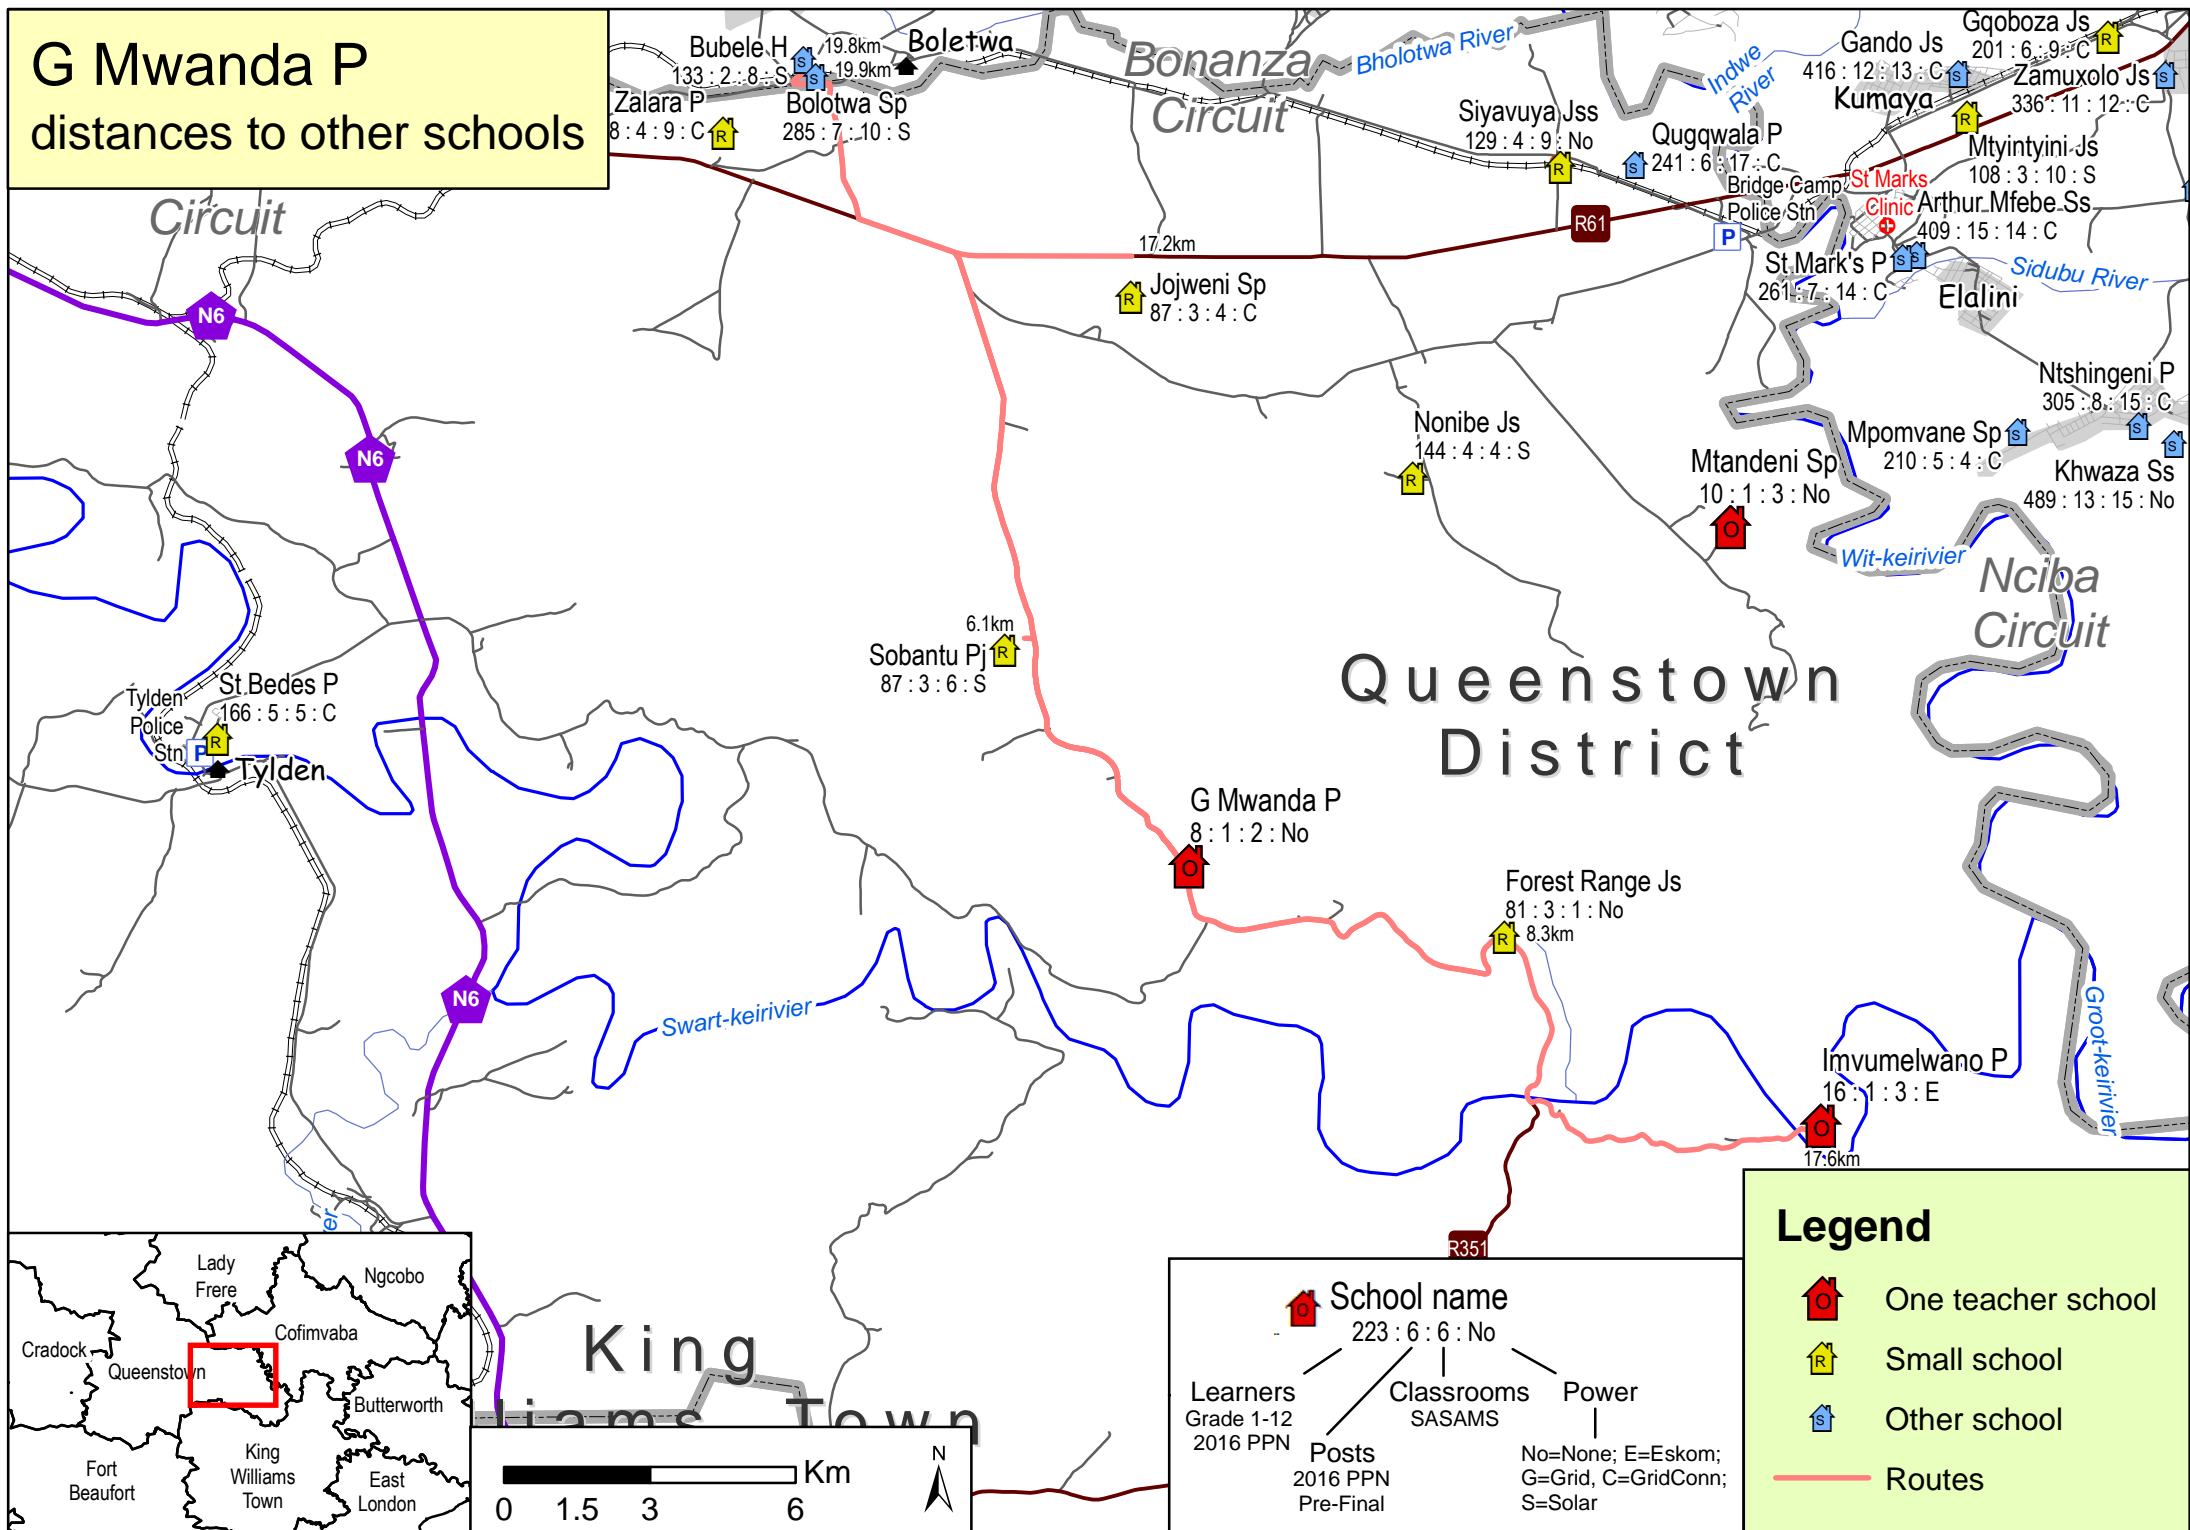 G Mwanda P
distances to other schools
Bubele H
133 : 2 : 8 : S
19.8km
19.9km
Boletwa
Bolotwa Sp
285 : 7 : 10 : S
Zalara P
8 : 4 : 9 : C
Bonanza
Circuit
Bholotwa River
Indwe
River
Gqoboza Js
201 : 6 : 9 : C
Gando Js
416 : 12 : 13 : C
Zamuxolo Js
336 : 11 : 12 : C
Kumaya
Siyavuya Jss
129 : 4 : 9 : No
Qugqwala P
241 : 6 : 17 : C
Mtyintyini Js
108 : 3 : 10 : S
Bridge Camp
Police Stn
P
St Marks
Clinic
Arthur Mfebe Ss
409 : 15 : 14 : C
St Mark's P
261 : 7 : 14 : C
Sidubu River
Elalini
Circuit
R61
17.2km
Jojweni Sp
87 : 3 : 4 : C
N6
N6
Nonibe Js
144 : 4 : 4 : S
Mtandeni Sp
10 : 1 : 3 : No
Ntshingeni P
305 : 8 : 15 : C
Mpomvane Sp
210 : 5 : 4 : C
Khwaza Ss
489 : 13 : 15 : No
Wit-keirivier
Nciba
Circuit
6.1km
Sobantu Pj
87 : 3 : 6 : S
Queenstown
District
St Bedes P
166 : 5 : 5 : C
Tylden
Police
Stn
P
Tylden
G Mwanda P
8 : 1 : 2 : No
Forest Range Js
81 : 3 : 1 : No
8.3km
N6
Swart-keirivier
Groot-keirivier
Imvumelwano P
16 : 1 : 3 : E
17.6km
R351
King
liams Town
er
Lady
Frere
Ngcobo
Cofimvaba
Cradock
Queenstown
Butterworth
King
Williams
Town
Fort
Beaufort
East
London
Km
0 1.5 3 6
N
School name
223 : 6 : 6 : No
Learners
Grade 1-12
2016 PPN
Posts
2016 PPN
Pre-Final
Classrooms
SASAMS
Power
No=None; E=Eskom;
G=Grid, C=GridConn;
S=Solar
Legend
O One teacher school
R Small school
S Other school
Routes